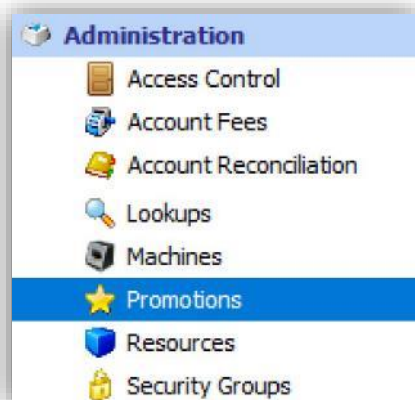 Administration
Access Control
Account Fees
Account Reconciliation
Lookups
Machines
Promotions
Resources
Security Groups